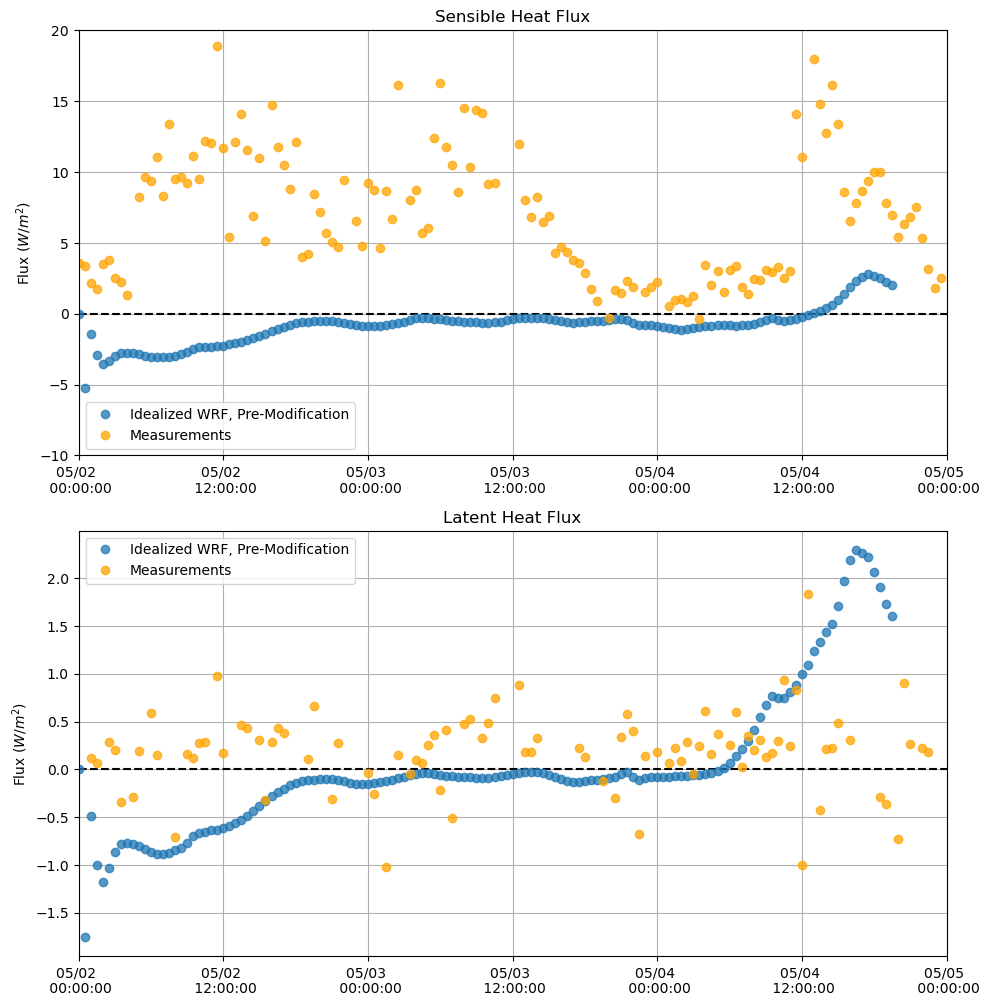 Sensible Heat Flux
20
15
10
5
0
−5
−10
Flux (W/m²)
Idealized WRF, Pre-Modification
Measurements
05/02 05/02 05/03 05/03 05/04 05/04 05/05
00:00:00 12:00:00 00:00:00 12:00:00 00:00:00 12:00:00 00:00:00
Latent Heat Flux
Idealized WRF, Pre-Modification
Measurements
2.0
1.5
1.0
0.5
0.0
−0.5
−1.0
−1.5
Flux (W/m²)
05/02 05/02 05/03 05/03 05/04 05/04 05/05
00:00:00 12:00:00 00:00:00 12:00:00 00:00:00 12:00:00 00:00:00